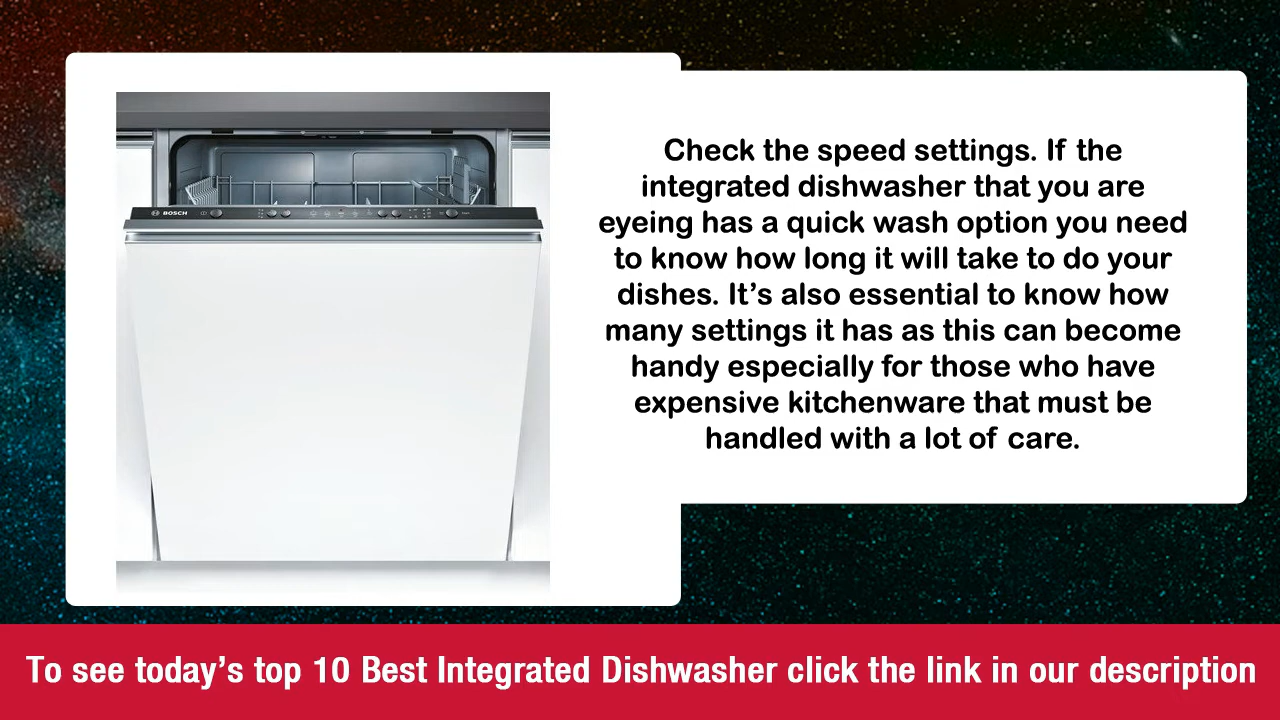 BOSCH
Check the speed settings. If the
integrated dishwasher that you are
eyeing has a quick wash option you need
to know how long it will take to do your
dishes. It’s also essential to know how
many settings it has as this can become
handy especially for those who have
expensive kitchenware that must be
handled with a lot of care.
To see today’s top 10 Best Integrated Dishwasher click the link in our description